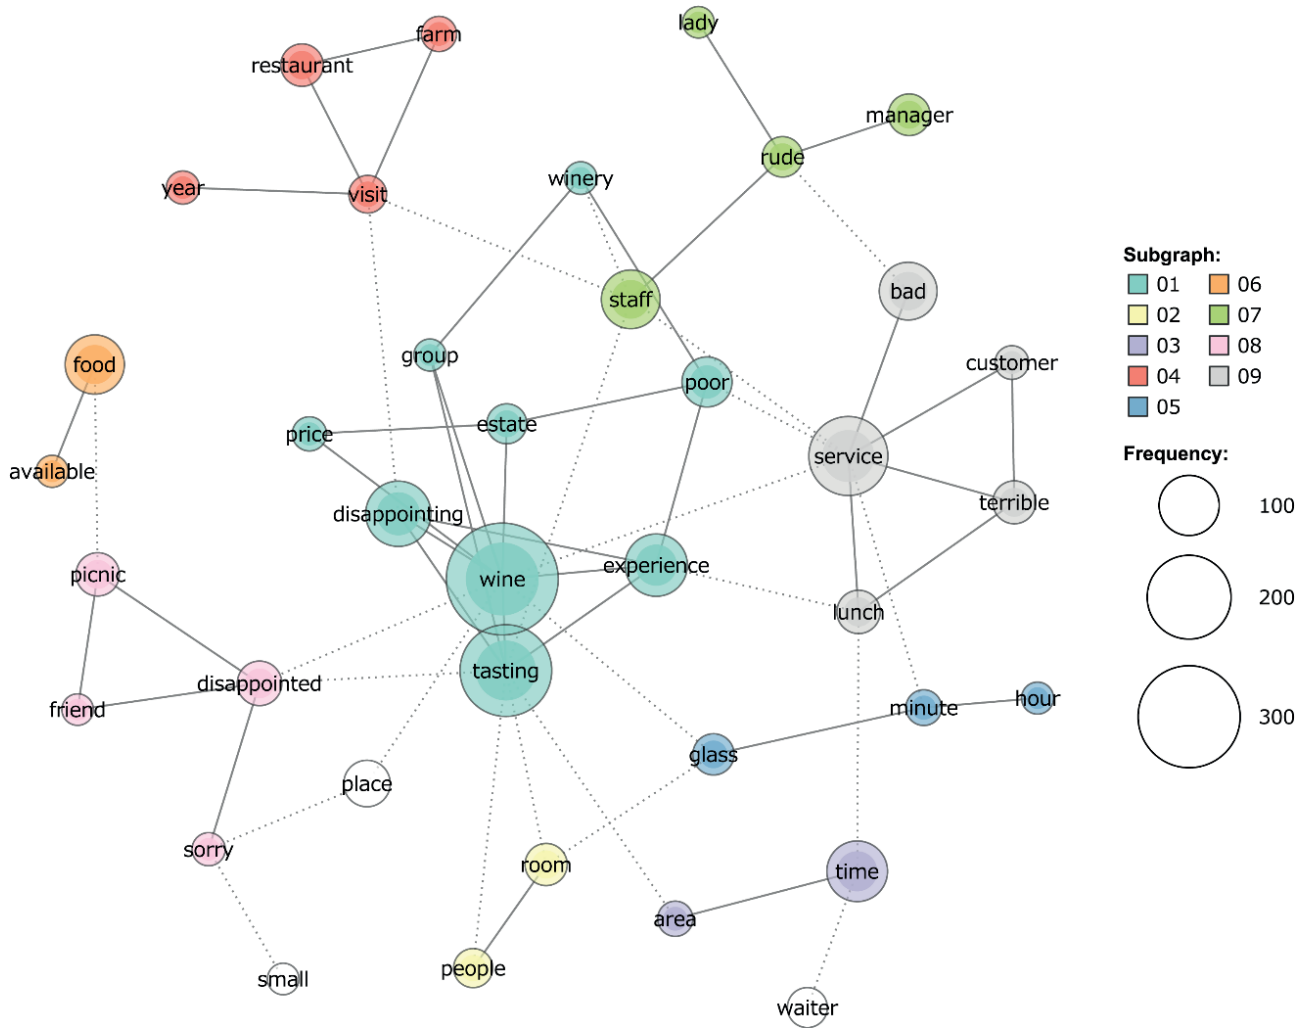 farm
lady
restaurant
manager
rude
year
visit
winery
Subgraph:
01 06
02 07
03 08
04 09
05
staff
bad
group
customer
food
poor
price
estate
service
available
Frequency:
100
200
300
disappointing
terrible
wine
experience
picnic
lunch
tasting
disappointed
friend
minute
hour
glass
place
sorry
room
time
area
people
small
waiter